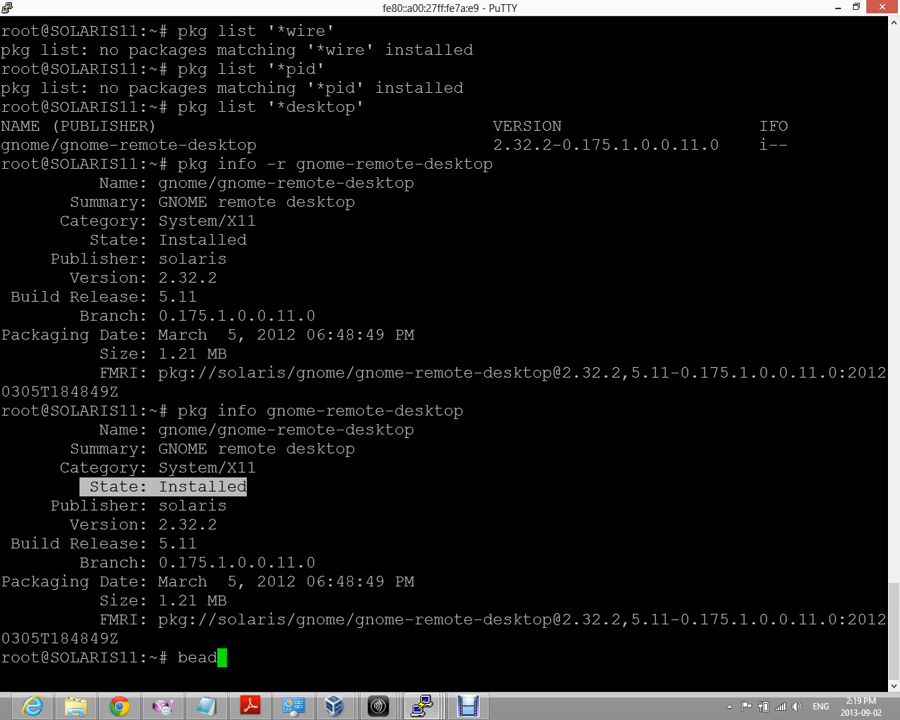 fe80::a00:27ff:fe7a:e9 - PuTTY
root@SOLARIS11:~# pkg list '*wire'
pkg list: no packages matching '*wire' installed
root@SOLARIS11:~# pkg list '*pid'
pkg list: no packages matching '*pid' installed
root@SOLARIS11:~# pkg list '*desktop'
NAME (PUBLISHER) VERSION IFO
gnome/gnome-remote-desktop 2.32.2-0.175.1.0.0.11.0 i--
root@SOLARIS11:~# pkg info -r gnome-remote-desktop
Name: gnome/gnome-remote-desktop
Summary: GNOME remote desktop
Category: System/X11
State: Installed
Publisher: solaris
Version: 2.32.2
Build Release: 5.11
Branch: 0.175.1.0.0.11.0
Packaging Date: March  5, 2012 06:48:49 PM
Size: 1.21 MB
FMRI: pkg://solaris/gnome/gnome-remote-desktop@2.32.2,5.11-0.175.1.0.0.11.0:2012
0305T184849Z
root@SOLARIS11:~# pkg info gnome-remote-desktop
Name: gnome/gnome-remote-desktop
Summary: GNOME remote desktop
Category: System/X11
State: Installed
Publisher: solaris
Version: 2.32.2
Build Release: 5.11
Branch: 0.175.1.0.0.11.0
Packaging Date: March  5, 2012 06:48:49 PM
Size: 1.21 MB
FMRI: pkg://solaris/gnome/gnome-remote-desktop@2.32.2,5.11-0.175.1.0.0.11.0:2012
0305T184849Z
root@SOLARIS11:~# bead
ENG
2:19 PM
2013-09-02